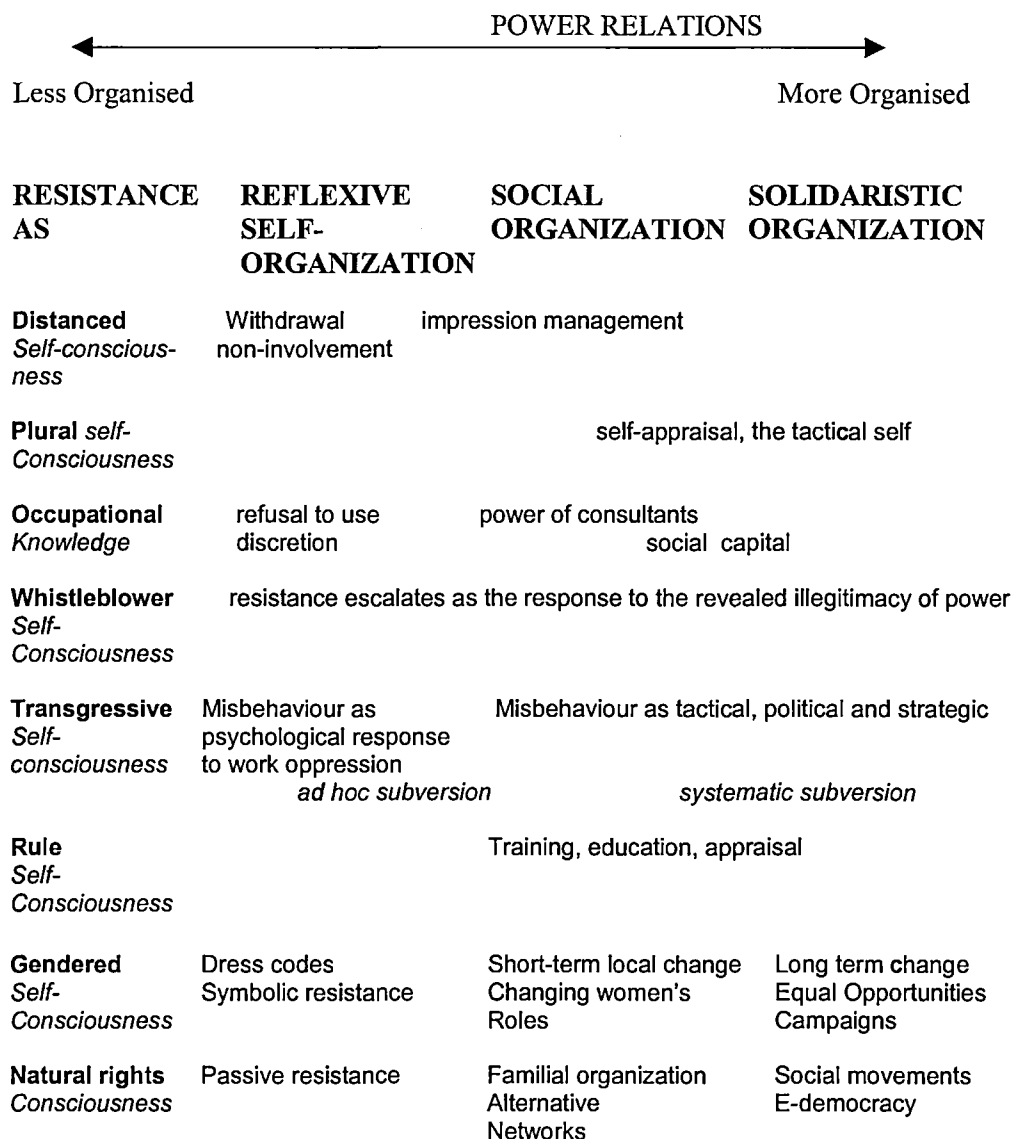 POWER RELATIONS
Less Organised More Organised
RESISTANCE REFLEXIVE SOCIAL SOLIDARISTIC
AS SELF- ORGANIZATION ORGANIZATION
ORGANIZATION
Distanced Withdrawal impression management
Self-conscious- non-involvement
ness
Plural self- self-appraisal, the tactical self
Consciousness
Occupational refusal to use power of consultants
Knowledge discretion social capital
Whistleblower resistance escalates as the response to the revealed illegitimacy of power
Self-
Consciousness
Transgressive Misbehaviour as Misbehaviour as tactical, political and strategic
Self- psychological response
consciousness to work oppression
ad hoc subversion systematic subversion
Rule Training, education, appraisal
Self-
Consciousness
Gendered Dress codes Short-term local change Long term change
Self- Symbolic resistance Changing women's Equal Opportunities
Consciousness Roles Campaigns
Natural rights Passive resistance Familial organization Social movements
Consciousness Alternative E-democracy
Networks